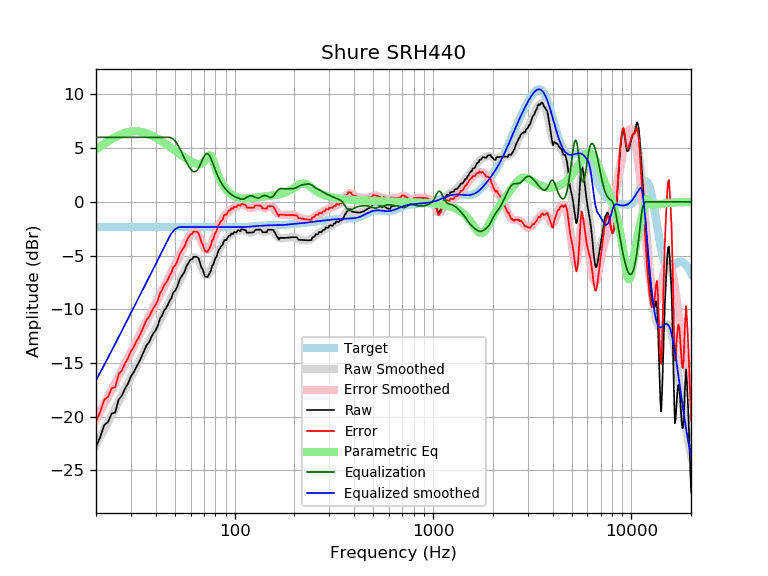 Shure SRH440
10
5
0
−5
−10
−15
−20
−25
Amplitude (dBr)
Target
Raw Smoothed
Error Smoothed
Raw
Error
Parametric Eq
Equalization
Equalized smoothed
100 1000 10000
Frequency (Hz)